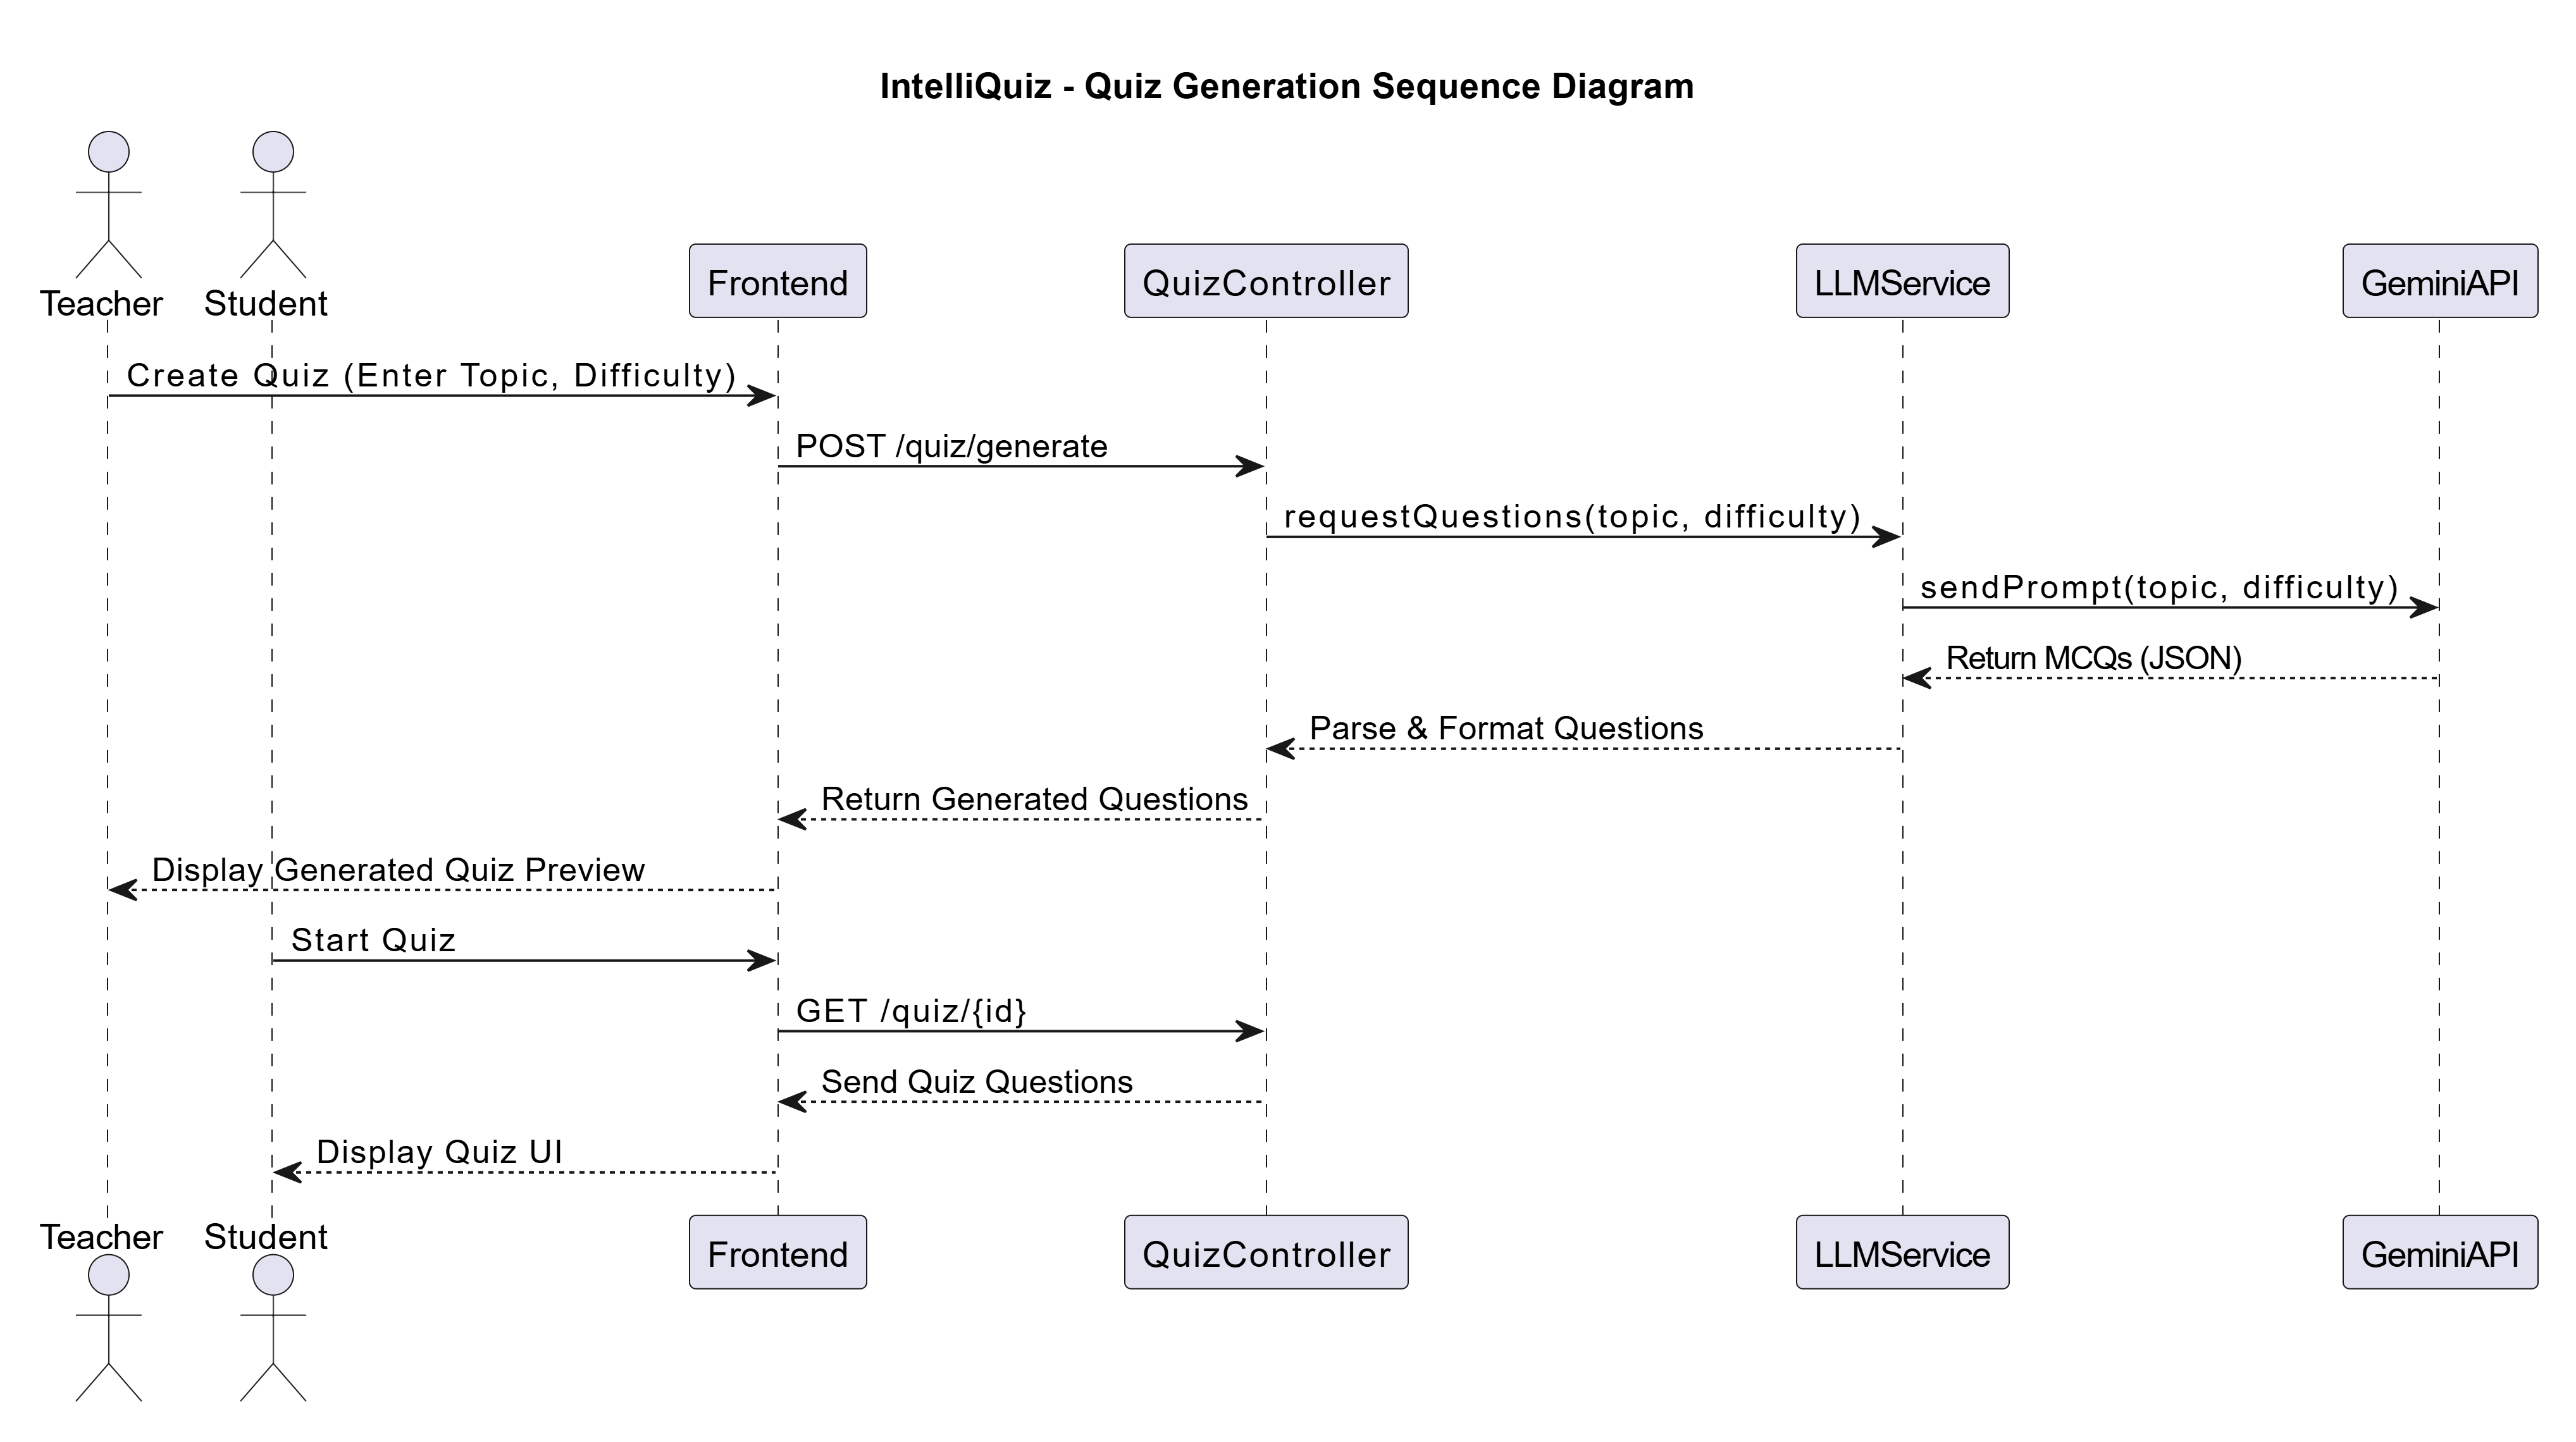 IntelliQuiz - Quiz Generation Sequence Diagram
Teacher
Student
Frontend
QuizController
LLMService
GeminiAPI
Create Quiz (Enter Topic, Difficulty)
POST /quiz/generate
requestQuestions(topic, difficulty)
sendPrompt(topic, difficulty)
Return MCQs (JSON)
Parse & Format Questions
Return Generated Questions
Display Generated Quiz Preview
Start Quiz
GET /quiz/{id}
Send Quiz Questions
Display Quiz UI
Teacher
Student
Frontend
QuizController
LLMService
GeminiAPI